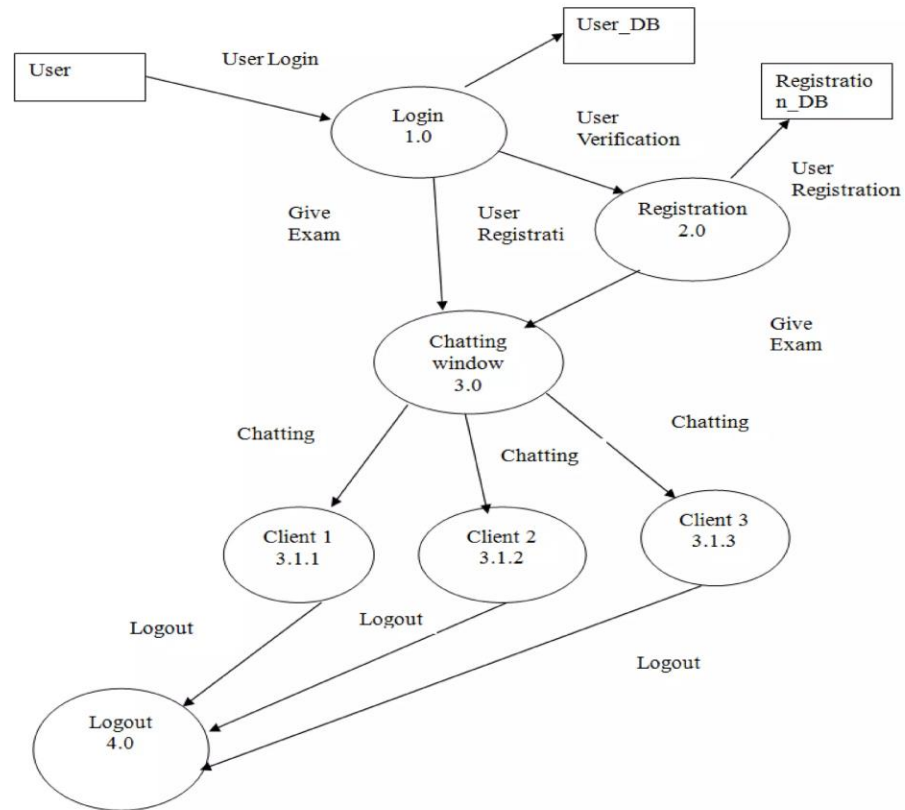 User_DB
User
User Login
Registratio
n_DB
Login
1.0
User
Verification
User
Registration
Give
Exam
User
Registrati
Registration
2.0
Give
Exam
Chatting
window
3.0
Chatting
Chatting
Chatting
Client 1
3.1.1
Client 2
3.1.2
Client 3
3.1.3
Logout
Logout
Logout
Logout
4.0